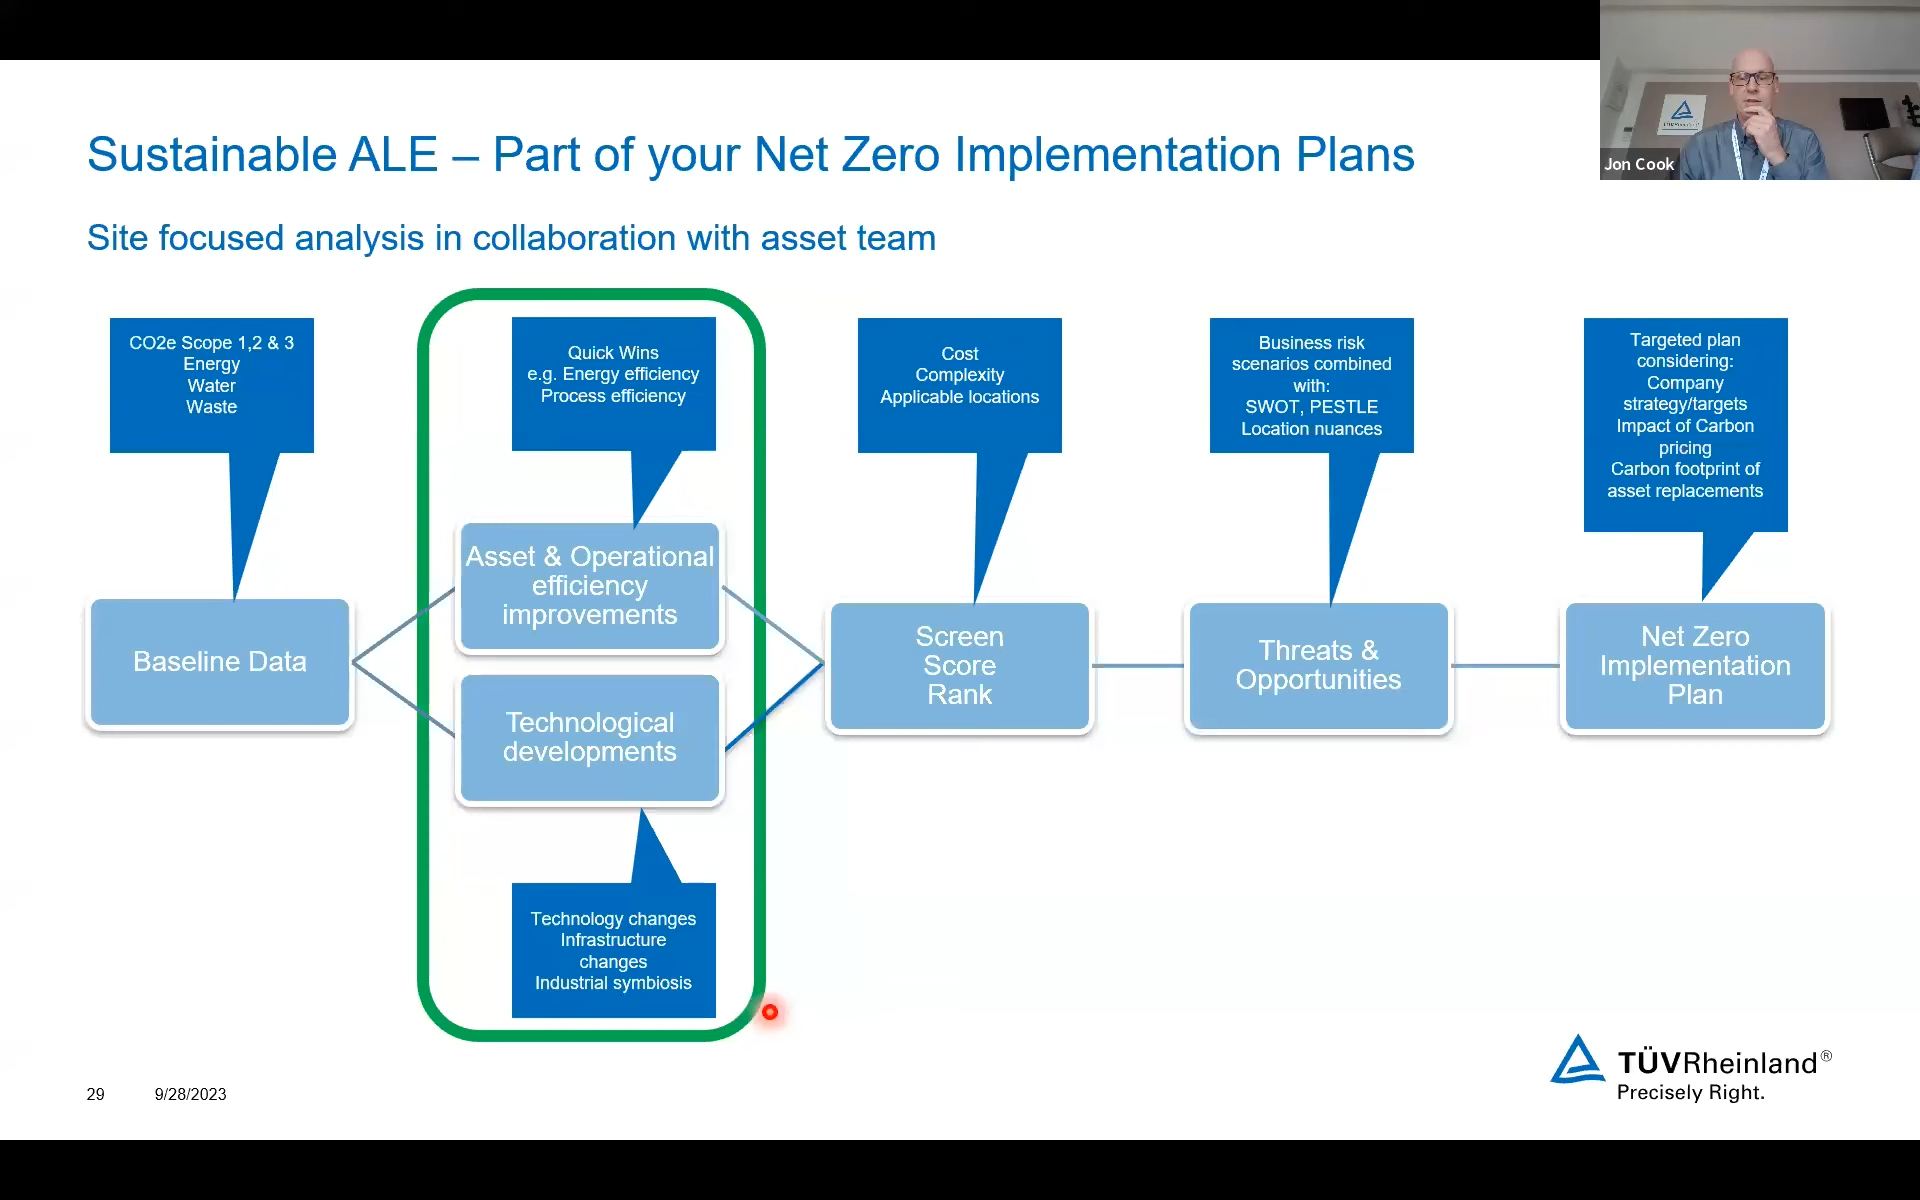 Sustainable ALE – Part of your Net Zero Implementation Plans
Jon Cook
Site focused analysis in collaboration with asset team
CO2e Scope 1,2 & 3
Energy
Water
Waste
Quick Wins
e.g. Energy efficiency
Process efficiency
Cost
Complexity
Applicable locations
Business risk
scenarios combined
with:
SWOT, PESTLE
Location nuances
Targeted plan
considering:
Company
strategy/targets
Impact of Carbon
pricing
Carbon footprint of
asset replacements
Baseline Data
Asset & Operational
efficiency
improvements
Technological
developments
Screen
Score
Rank
Threats &
Opportunities
Net Zero
Implementation
Plan
Technology changes
Infrastructure
changes
Industrial symbiosis
29 9/28/2023
TÜVRheinland®
Precisely Right.